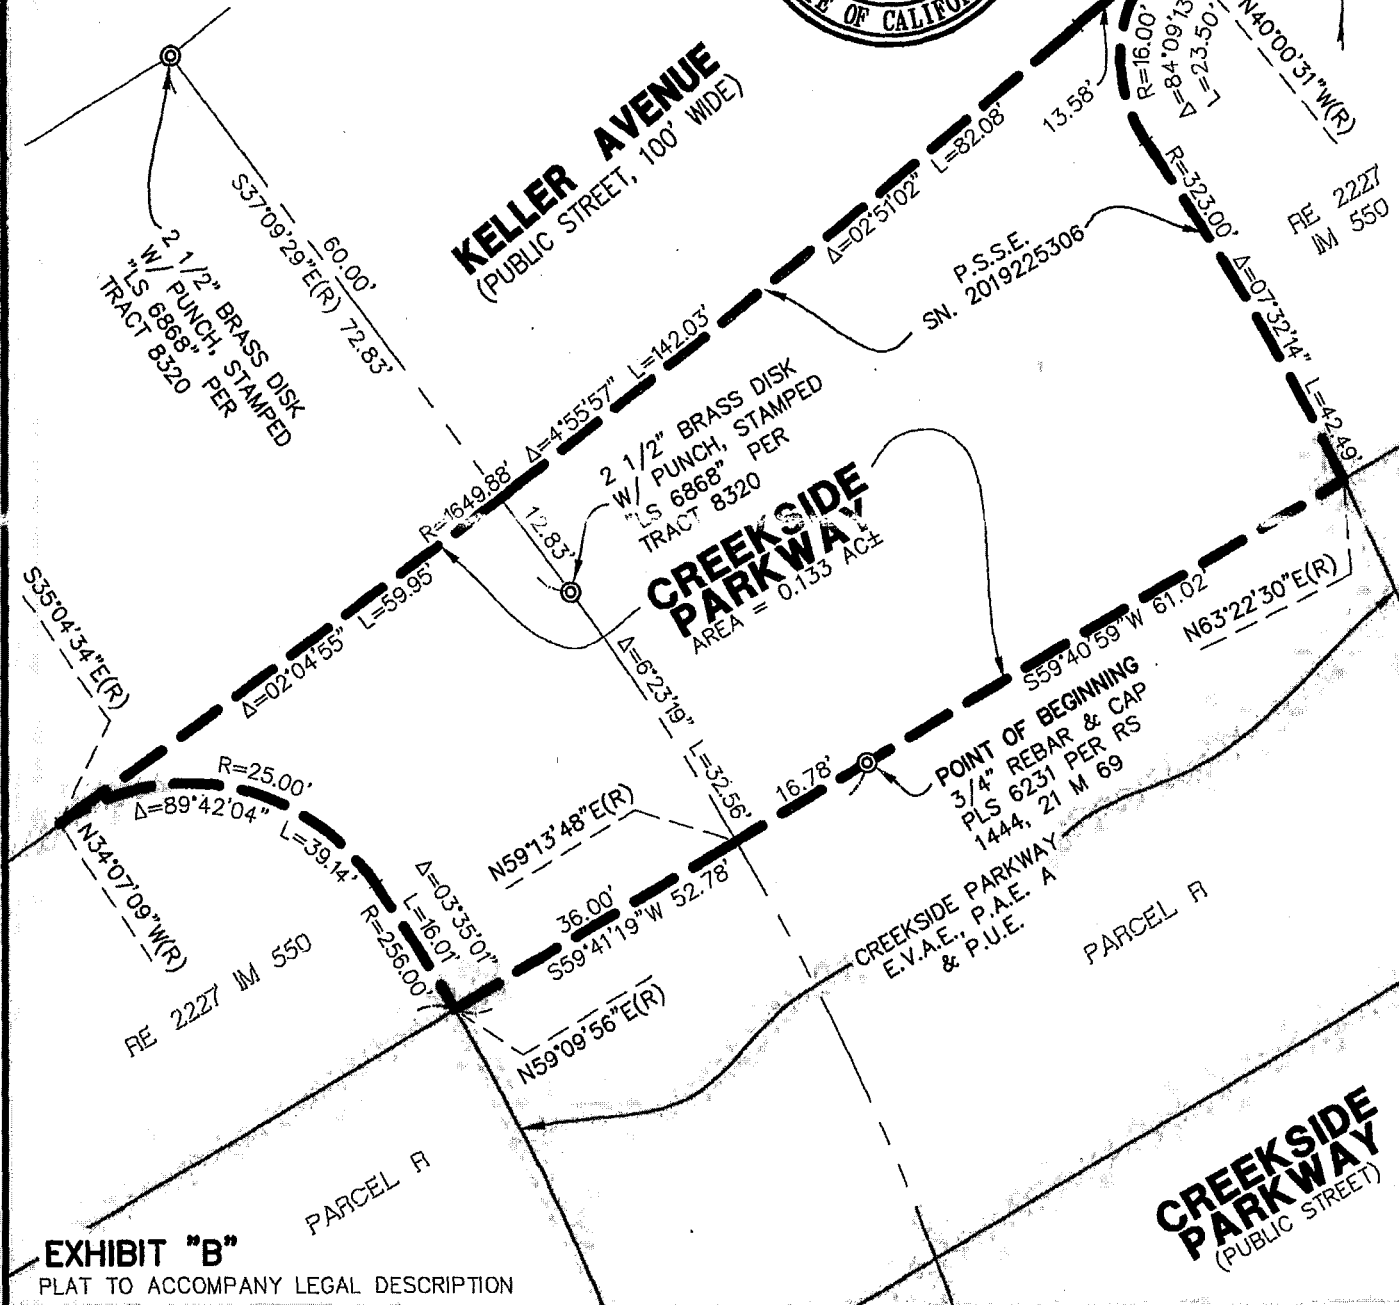 OF CALIFO
KELLER AVENUE
(PUBLIC STREET, 100' WIDE)
R=16.00'
Δ=84°09'13
L=23.50'
N40°00'31"W(R)
13.58'
S37°09'29"E(R) 72.83'
60.00'
2 1/2" BRASS DISK
W/ PUNCH, STAMPED
"LS 6868" PER
TRACT 8320
Δ=02°51'02" L=82.08'
P.S.S.E.
SN. 2019225306
R=323.00'
Δ=07°32'14"
L=42.49'
RE 2227
IM 550
R=1649.88' Δ=4°55'57" L=142.03'
2 1/2" BRASS DISK
W/ PUNCH, STAMPED
"LS 6868" PER
TRACT 8320
12.83'
CREEKSIDE
PARKWAY
AREA = 0.133 AC±
S35°04'34"E(R)
Δ=02°04'55" L=59.95'
Δ=6°23'19" L=32.56'
S59°40'59"W 61.02'
N63°22'30"E(R)
POINT OF BEGINNING
3/4" REBAR & CAP
PLS 6231 PER RS
1444, 21 M 69
16.78'
R=25.00'
Δ=89°42'04" L=39.14'
N34°07'09"W(R)
N59°13'48"E(R)
Δ=03°35'01"
L=16.01'
R=256.00'
36.00'
S59°41'19"W 52.78'
N59°09'56"E(R)
CREEKSIDE PARKWAY
E.V.A.E., P.A.E. A
& P.U.E.
PARCEL R
RE 2227 IM 550
PARCEL R
CREEKSIDE
PARKWAY
(PUBLIC STREET)
EXHIBIT "B"
PLAT TO ACCOMPANY LEGAL DESCRIPTION